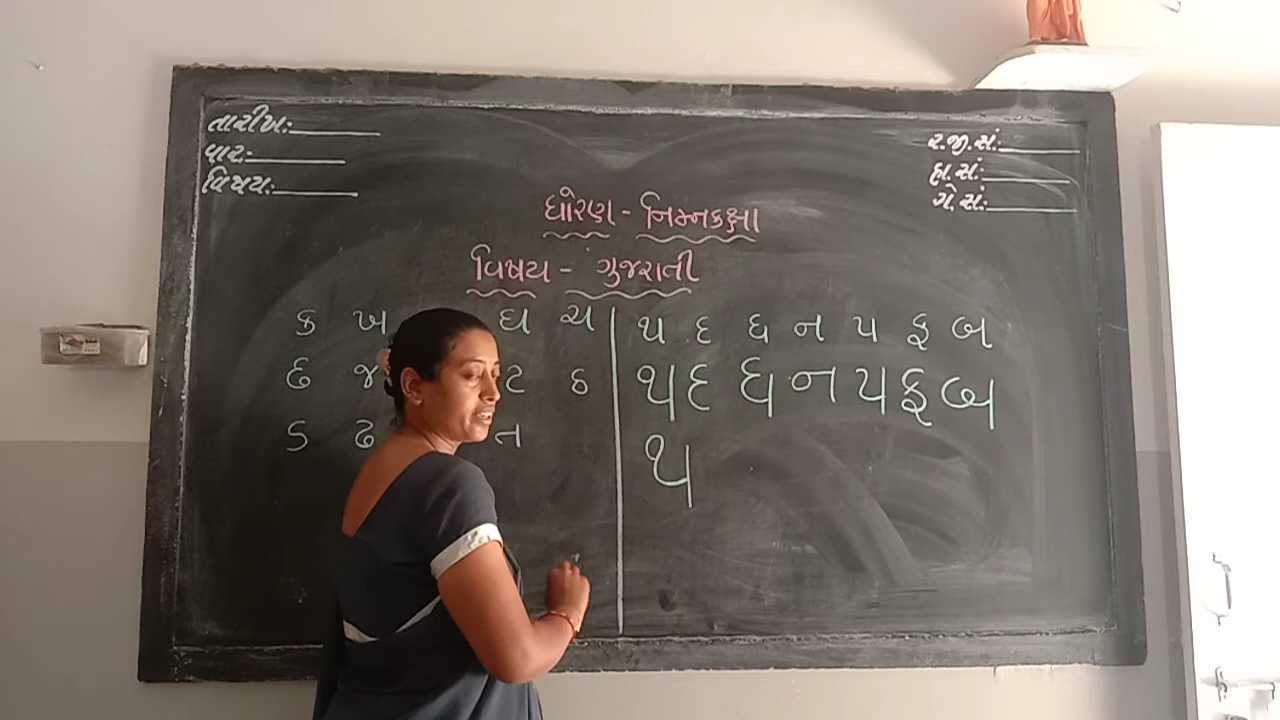 તારીખ:
વાર:
વિષય:
ર.જી.સં:
હા.સં:
ગે.સં:
ધોરણ - નિમ્નકક્ષા
વિષય - ગુજરાતી
ક ખ ઘ ચ
છ જ ટ ઠ
ડ ઢ ત
થ દ ધ ન પ ફ બ
થ દ ધ ન પ ફ બ
થ